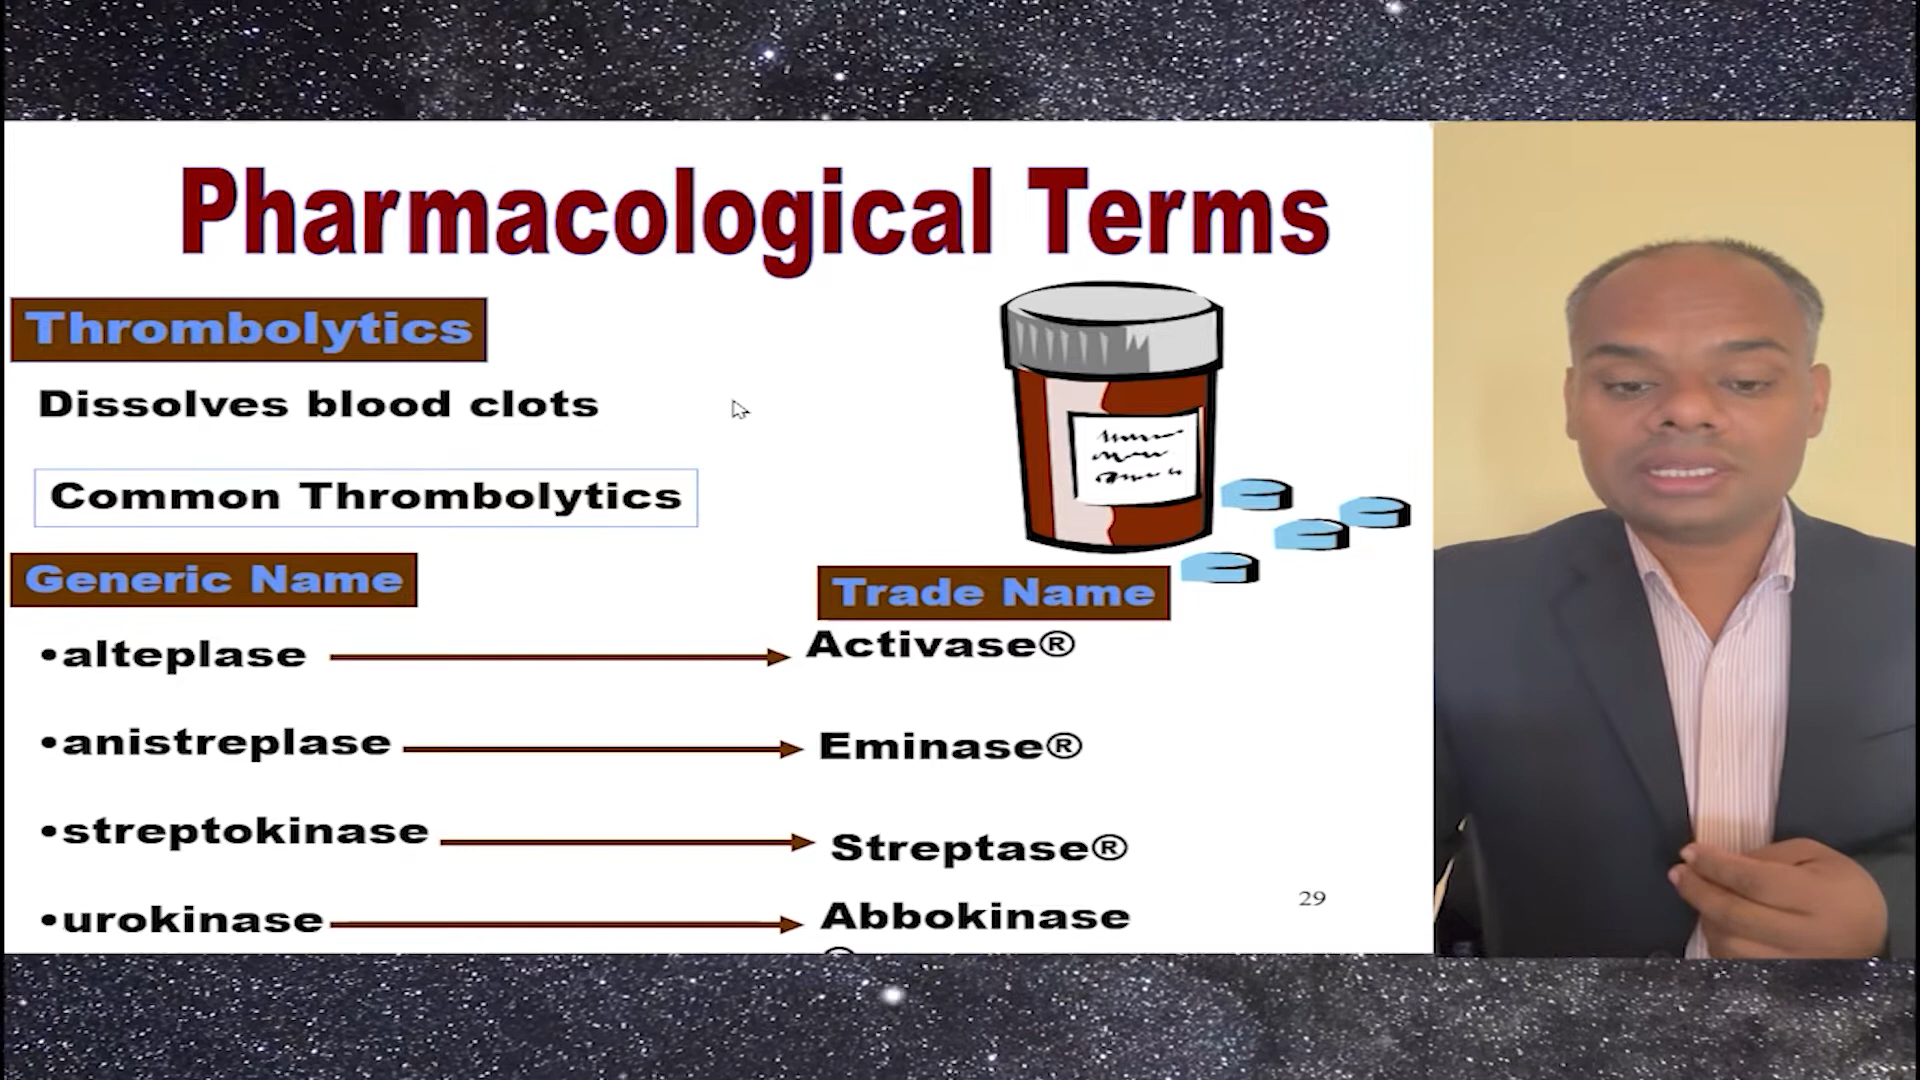 Pharmacological Terms
Thrombolytics
Dissolves blood clots
Common Thrombolytics
Generic Name
Trade Name
•alteplase
Activase®
•anistreplase
Eminase®
•streptokinase
Streptase®
•urokinase
Abbokinase
29